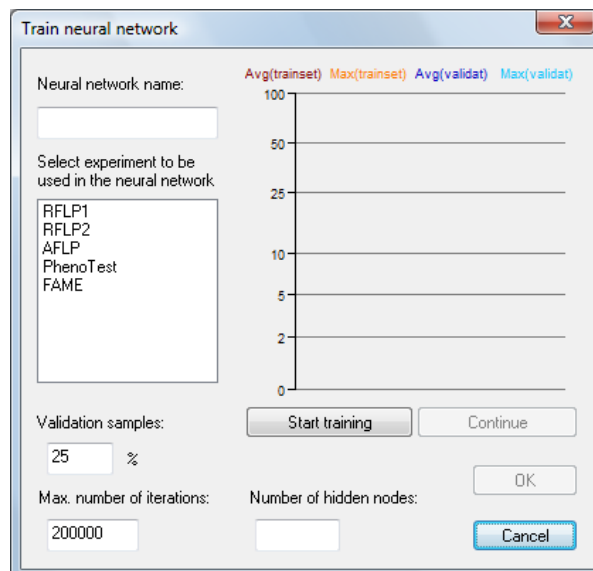 Train neural network
Neural network name:
Avg(trainset) Max(trainset) Avg(validat) Max(validat)
100
50
25
10
5
2
0
Select experiment to be
used in the neural network
RFLP1
RFLP2
AFLP
PhenoTest
FAME
Start training
Continue
Validation samples:
25 %
OK
Max. number of iterations:
Number of hidden nodes:
200000
Cancel